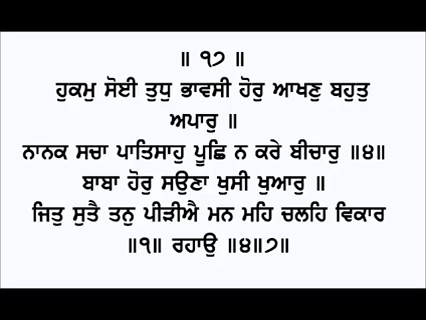 ॥ ੧੭ ॥
ਹੁਕਮੁ ਸੋਈ ਤੁਧੁ ਭਾਵਸੀ ਹੋਰੁ ਆਖਣੁ ਬਹੁਤੁ
ਅਪਾਰੁ ॥
ਨਾਨਕ ਸਚਾ ਪਾਤਿਸਾਹੁ ਪੂਛਿ ਨ ਕਰੇ ਬੀਚਾਰੁ ॥੪॥
ਬਾਬਾ ਹੋਰੁ ਸਉਣਾ ਖੁਸੀ ਖੁਆਰੁ ॥
ਜਿਤੁ ਸੁਤੈ ਤਨੁ ਪੀੜੀਐ ਮਨ ਮਹਿ ਚਲਹਿ ਵਿਕਾਰ
॥੧॥ ਰਹਾਉ ॥੪॥੭॥